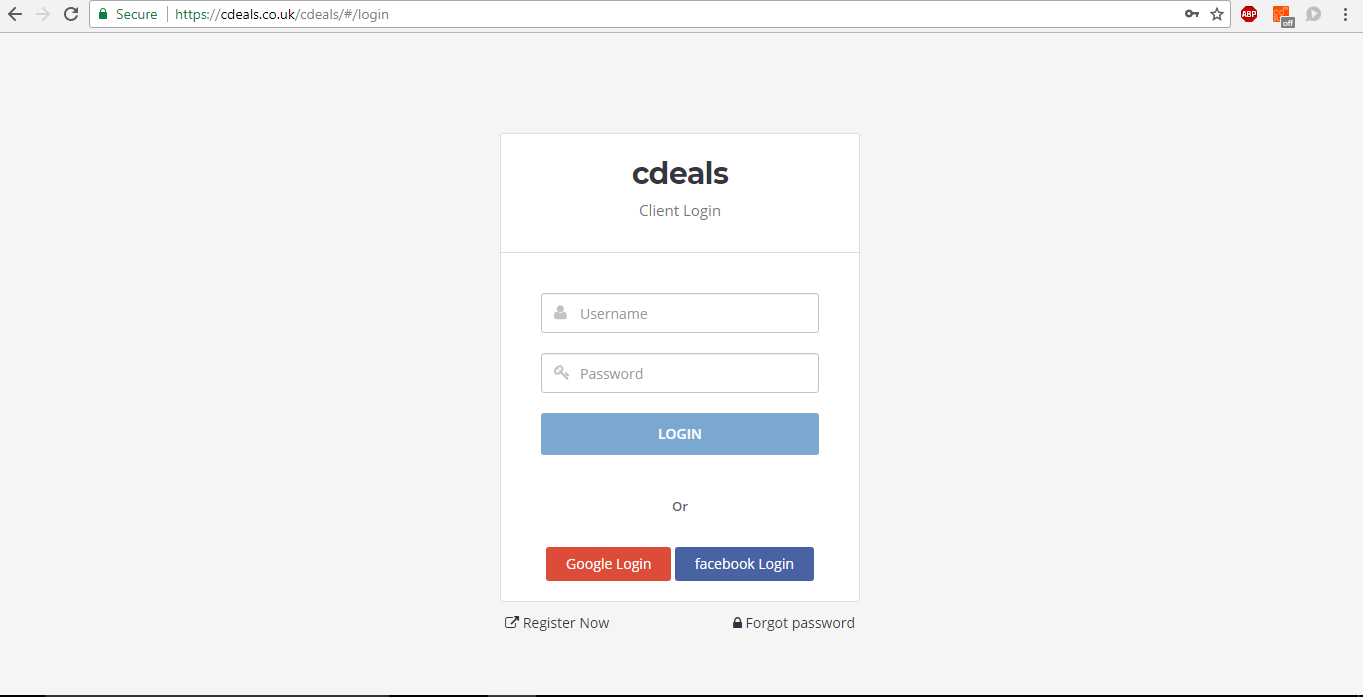 Secure https://cdeals.co.uk/cdeals/#/login ABP off
cdeals
Client Login
Username
Password
LOGIN
Or
Google Login facebook Login
Register Now Forgot password